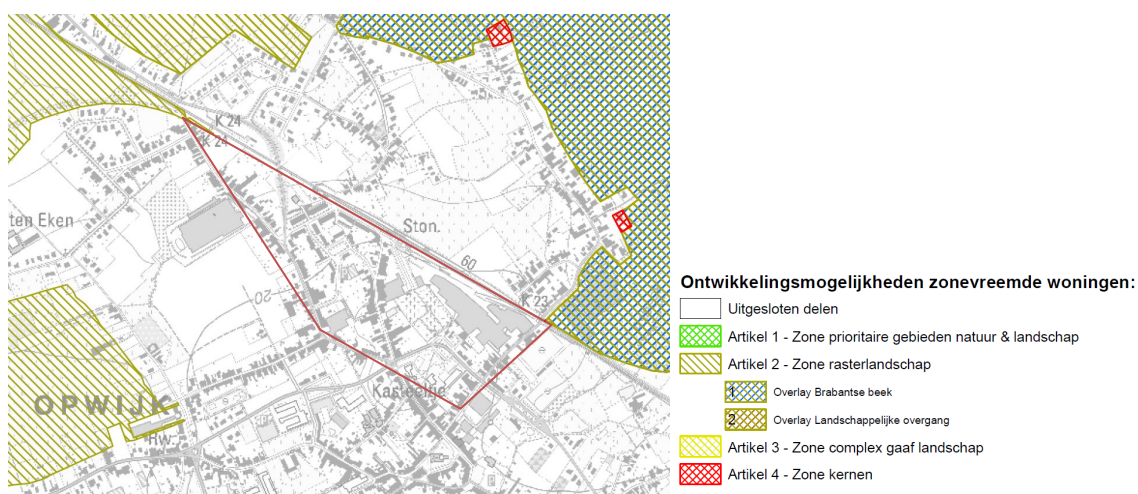 K 24
K 24
ten Eken
Ston.
60
K 23
20
Kasteeltje
OPWIJK
Rw.
Ontwikkelingsmogelijkheden zonevreemde woningen:
Uitgesloten delen
Artikel 1 - Zone prioritaire gebieden natuur & landschap
Artikel 2 - Zone rasterlandschap
1 Overlay Brabantse beek
2 Overlay Landschappelijke overgang
Artikel 3 - Zone complex gaaf landschap
Artikel 4 - Zone kernen